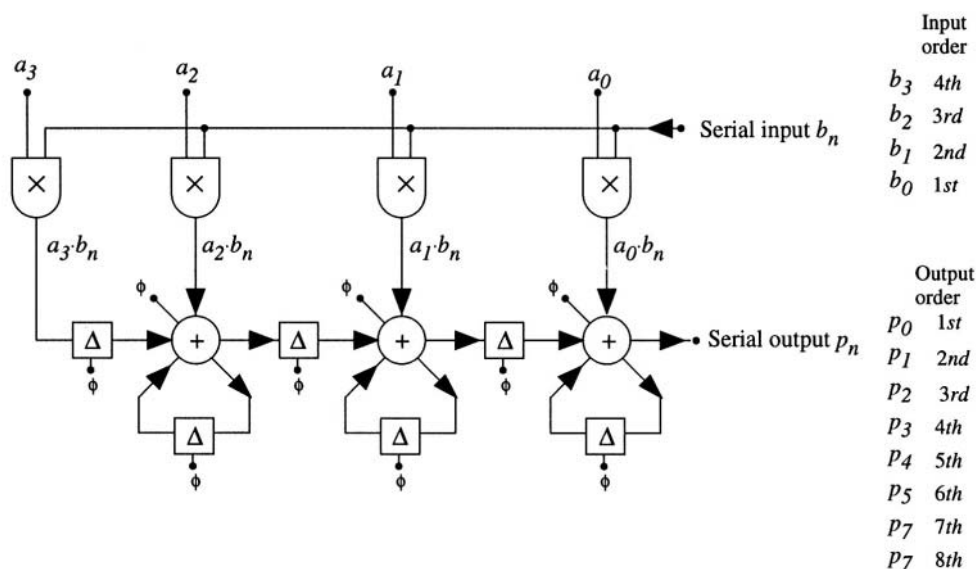 Input
order
b₃ 4th
b₂ 3rd
b₁ 2nd
b₀ 1st
a₃ a₂ a₁ a₀
Serial input bₙ
× × × ×
a₃·bₙ a₂·bₙ a₁·bₙ a₀·bₙ
ϕ ϕ ϕ
Δ + Δ + Δ + Serial output pₙ
ϕ ϕ ϕ
Δ Δ Δ
ϕ ϕ ϕ
Output
order
p₀ 1st
p₁ 2nd
p₂ 3rd
p₃ 4th
p₄ 5th
p₅ 6th
p₇ 7th
p₇ 8th